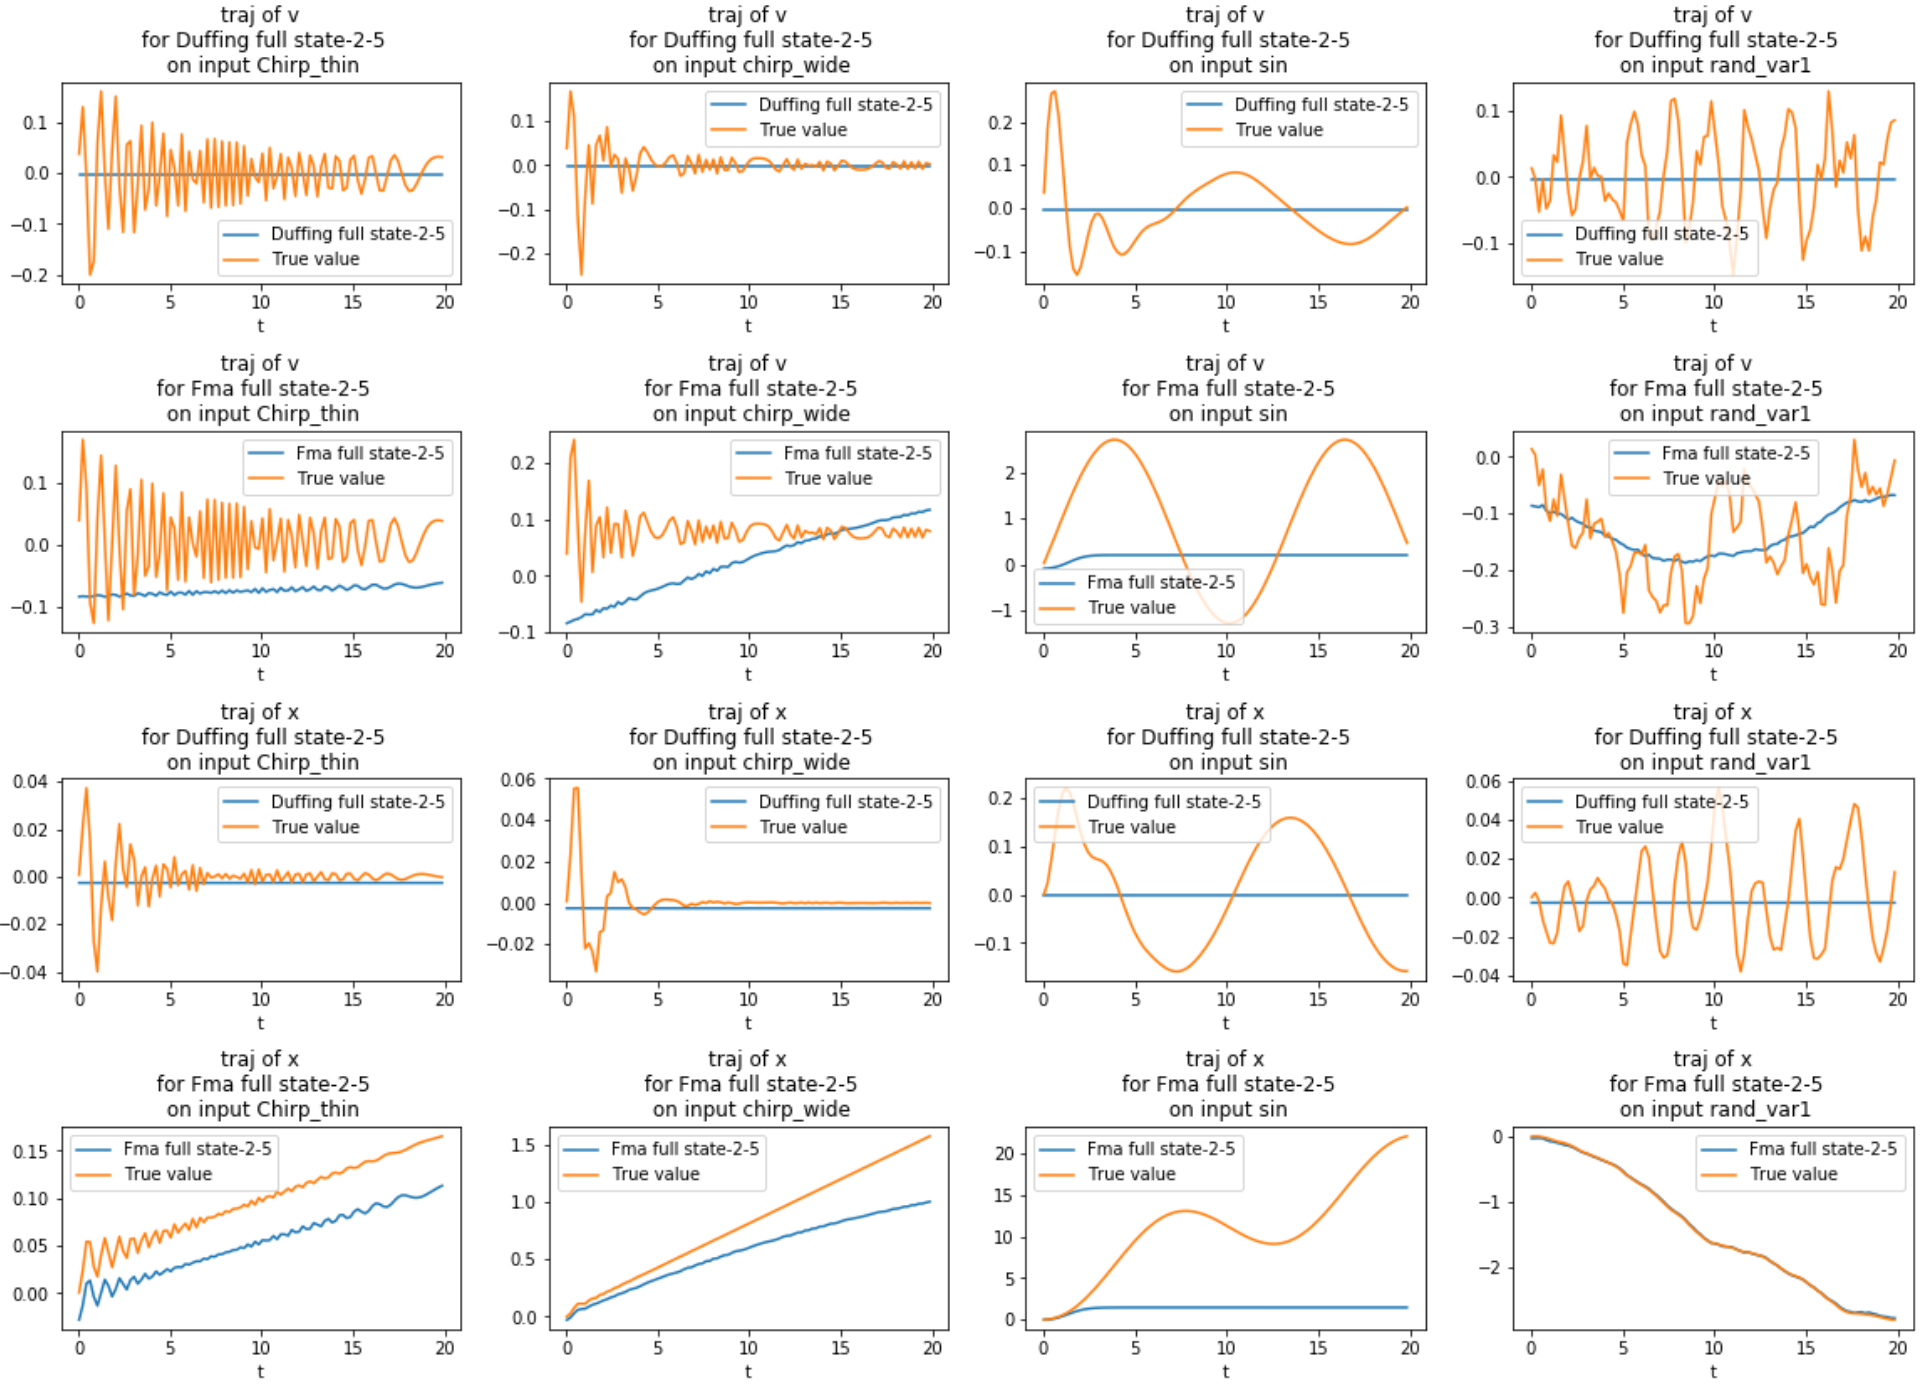 traj of v
for Duffing full state-2-5
on input Chirp_thin
0.1
0.0
−0.1
−0.2
Duffing full state-2-5
True value
0 5 10 15 20
t
traj of v
for Duffing full state-2-5
on input chirp_wide
0.1
0.0
−0.1
−0.2
Duffing full state-2-5
True value
0 5 10 15 20
t
traj of v
for Duffing full state-2-5
on input sin
0.2
0.1
0.0
−0.1
Duffing full state-2-5
True value
0 5 10 15 20
t
traj of v
for Duffing full state-2-5
on input rand_var1
0.1
0.0
−0.1
Duffing full state-2-5
True value
0 5 10 15 20
t
traj of v
for Fma full state-2-5
on input Chirp_thin
0.1
0.0
−0.1
Fma full state-2-5
True value
0 5 10 15 20
t
traj of v
for Fma full state-2-5
on input chirp_wide
0.2
0.1
0.0
−0.1
Fma full state-2-5
True value
0 5 10 15 20
t
traj of v
for Fma full state-2-5
on input sin
2
1
0
−1
Fma full state-2-5
True value
0 5 10 15 20
t
traj of v
for Fma full state-2-5
on input rand_var1
0.0
−0.1
−0.2
−0.3
Fma full state-2-5
True value
0 5 10 15 20
t
traj of x
for Duffing full state-2-5
on input Chirp_thin
0.04
0.02
0.00
−0.02
−0.04
Duffing full state-2-5
True value
0 5 10 15 20
t
traj of x
for Duffing full state-2-5
on input chirp_wide
0.06
0.04
0.02
0.00
−0.02
Duffing full state-2-5
True value
0 5 10 15 20
t
traj of x
for Duffing full state-2-5
on input sin
0.2
0.1
0.0
−0.1
Duffing full state-2-5
True value
0 5 10 15 20
t
traj of x
for Duffing full state-2-5
on input rand_var1
0.06
0.04
0.02
0.00
−0.02
−0.04
Duffing full state-2-5
True value
0 5 10 15 20
t
traj of x
for Fma full state-2-5
on input Chirp_thin
0.15
0.10
0.05
0.00
Fma full state-2-5
True value
0 5 10 15 20
t
traj of x
for Fma full state-2-5
on input chirp_wide
1.5
1.0
0.5
0.0
Fma full state-2-5
True value
0 5 10 15 20
t
traj of x
for Fma full state-2-5
on input sin
20
15
10
5
0
Fma full state-2-5
True value
0 5 10 15 20
t
traj of x
for Fma full state-2-5
on input rand_var1
0
−1
−2
Fma full state-2-5
True value
0 5 10 15 20
t